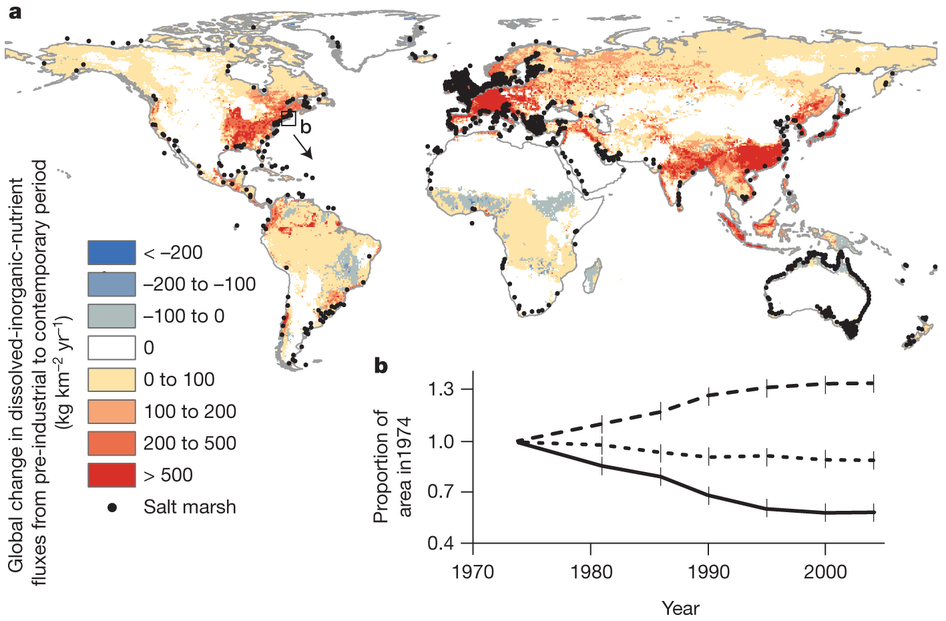 a
b
Global change in dissolved-inorganic-nutrient
fluxes from pre-industrial to contemporary period
(kg km−2 yr−1)
< –200
–200 to –100
–100 to 0
0
0 to 100
100 to 200
200 to 500
> 500
Salt marsh
b
Proportion of
area in1974
1.3
1.0
0.7
0.4
1970
1980
1990
2000
Year